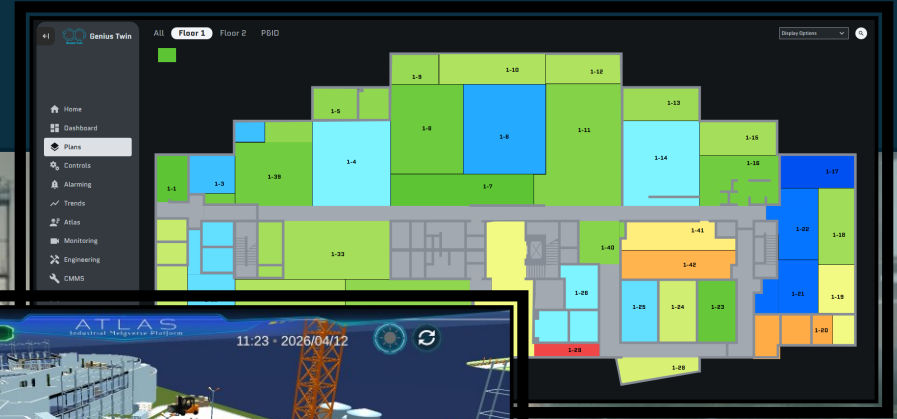 Genius Twin
All Floor 1 Floor 2 P&ID
Display Options
Home
Dashboard
Plans
Controls
Alarming
Trends
Atlas
Monitoring
Engineering
CMMS
1-9
1-10
1-12
1-5
1-13
1-8
1-6
1-11
1-15
1-4
1-14
1-16
1-38
1-17
1-1
1-3
1-7
1-22
1-41
1-18
1-33
1-40
1-42
1-26
1-21
1-19
1-25
1-24
1-23
1-20
1-29
1-28
ATLAS
Industrial Metaverse Platform
11:23 • 2026/04/12